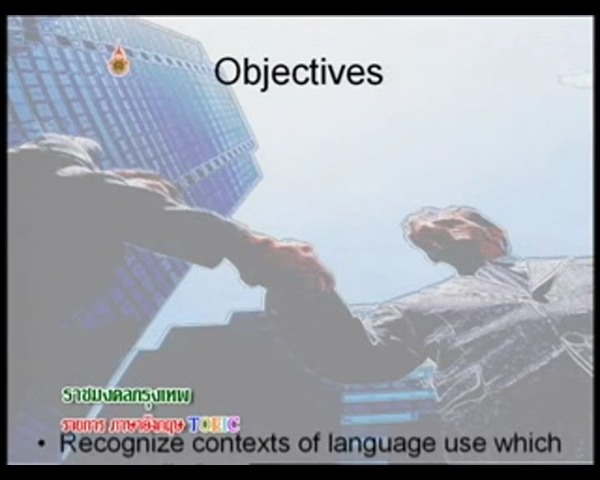 Objectives
ราชมงคลกรุงเทพ
รายการ ภาษาอังกฤษ TOEIC
• Recognize contexts of language use which